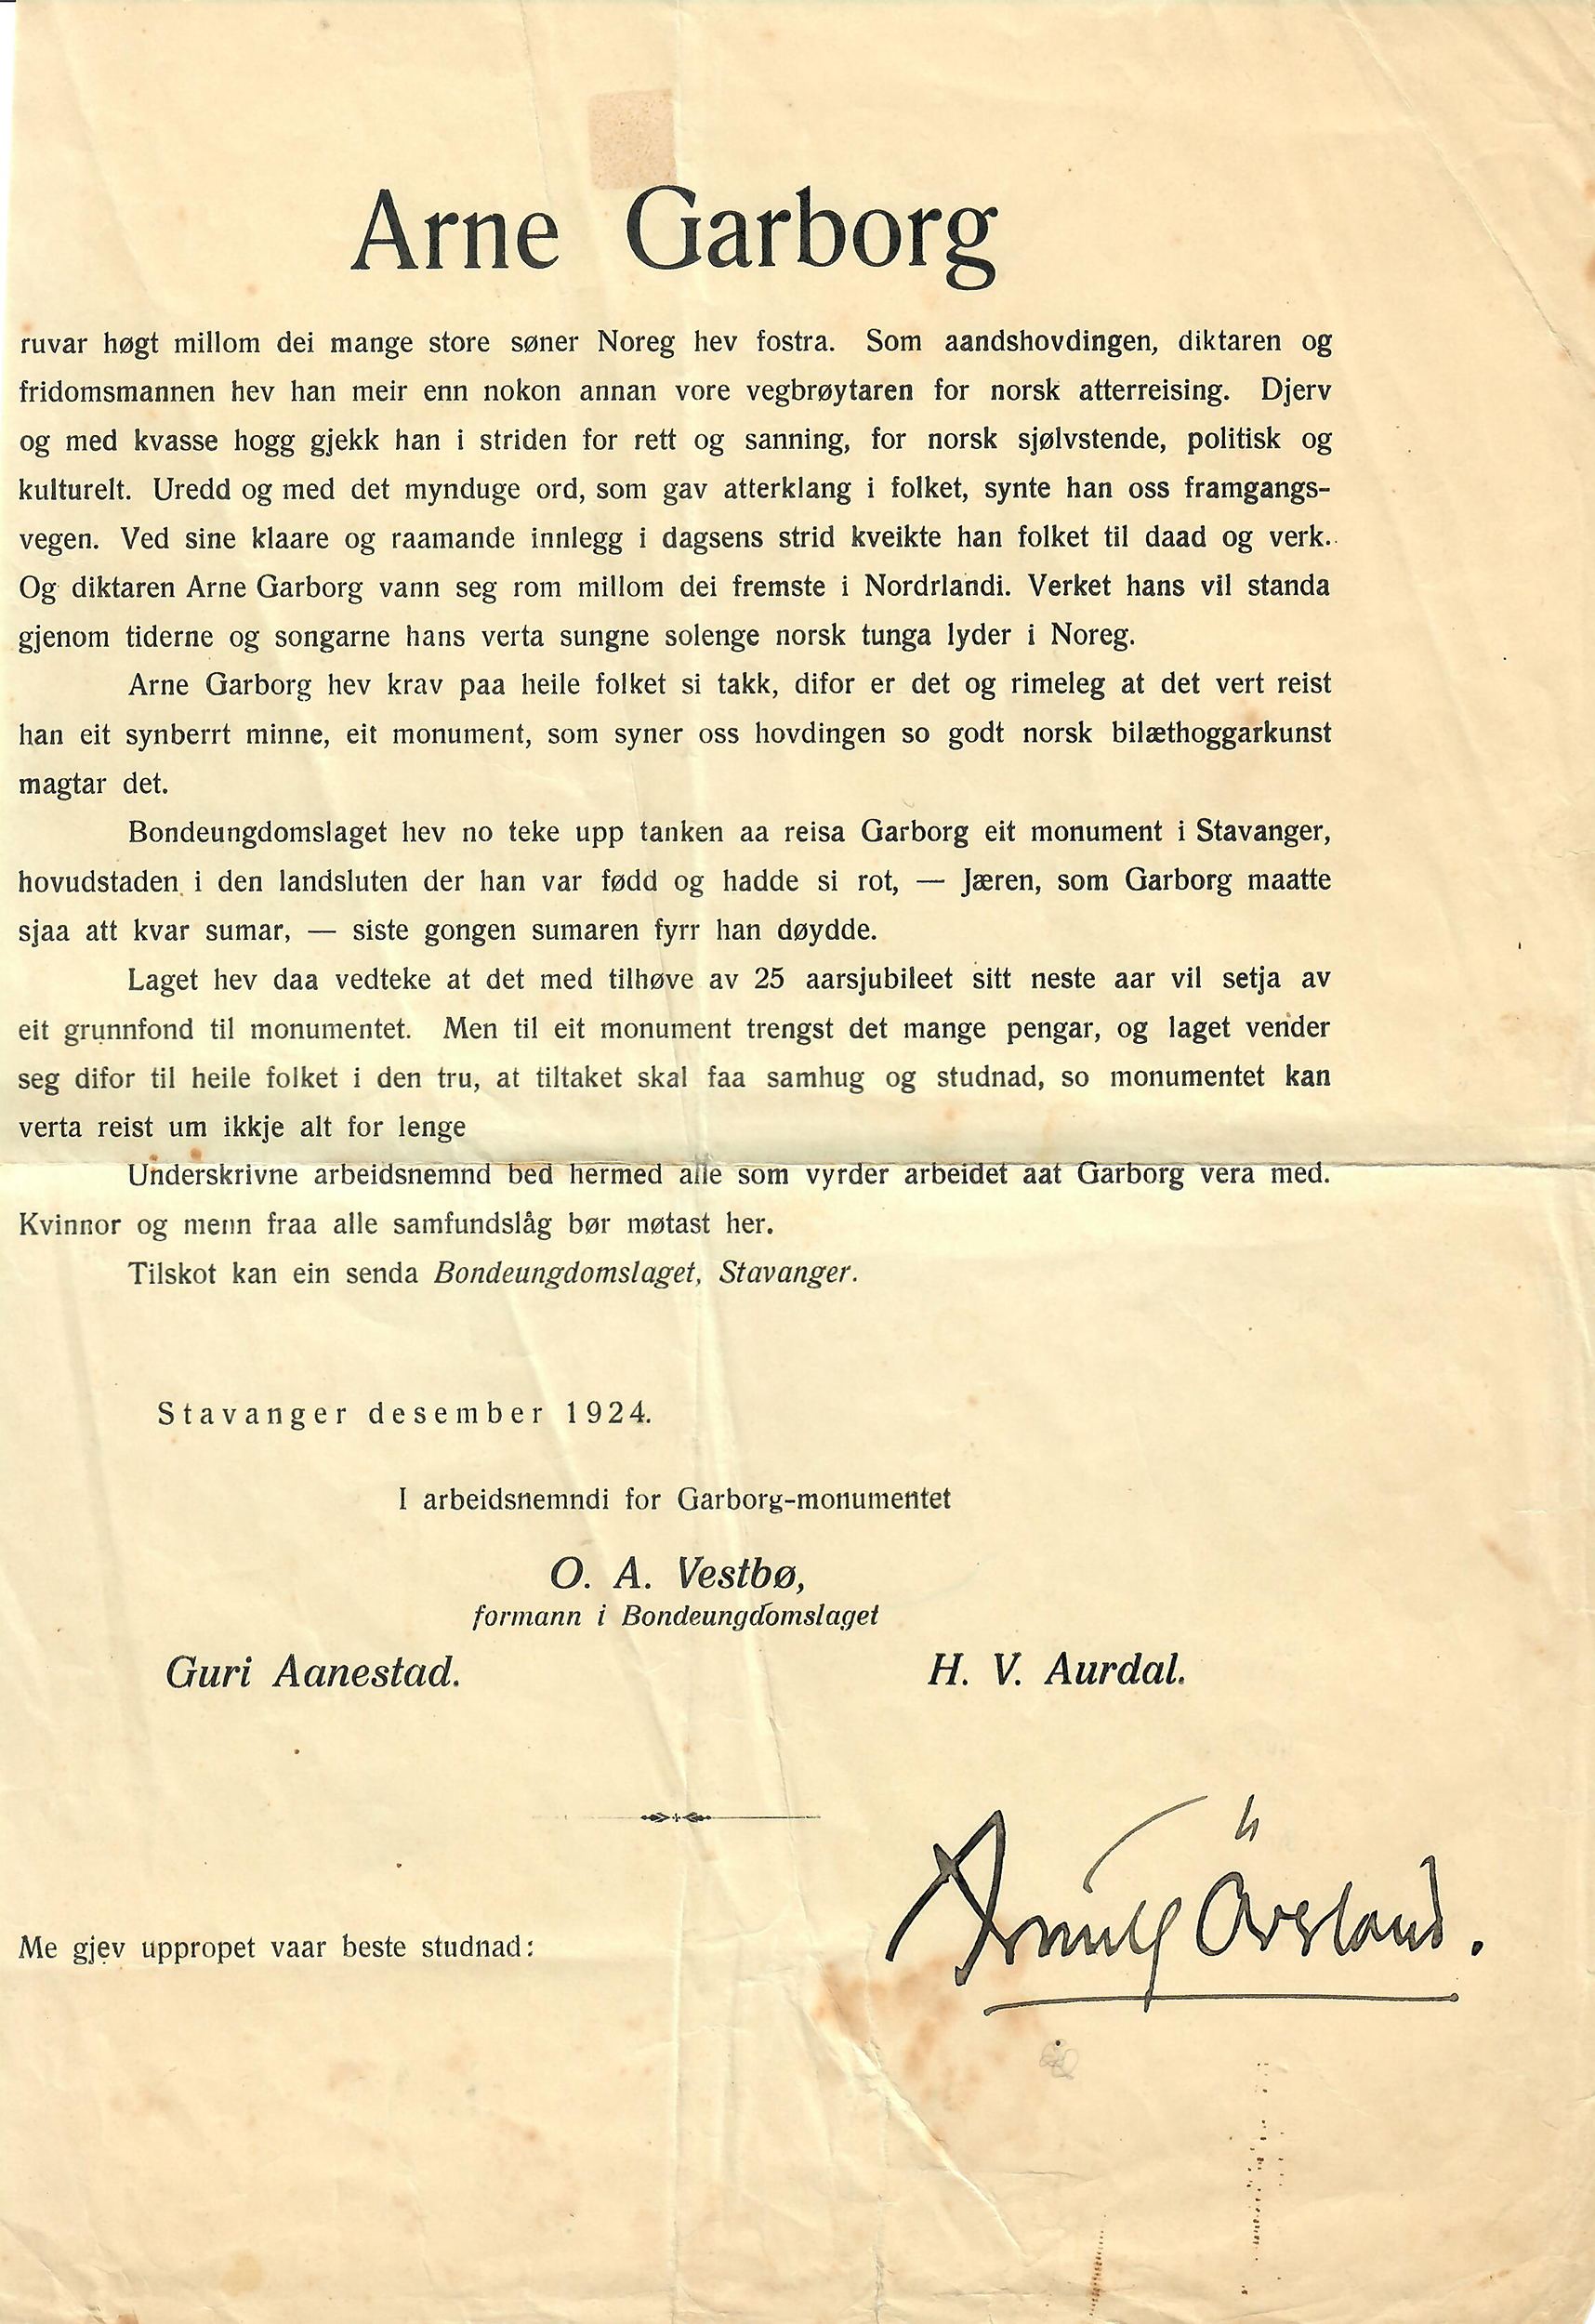 Arne Garborg
ruvar høgt millom dei mange store søner Noreg hev fostra. Som aandshovdingen, diktaren og
fridomsmannen hev han meir enn nokon annan vore vegbrøytaren for norsk atterreising. Djerv
og med kvasse hogg gjekk han i striden for rett og sanning, for norsk sjølvstende, politisk og
kulturelt. Uredd og med det mynduge ord, som gav atterklang i folket, synte han oss framgangs-
vegen. Ved sine klaare og raamande innlegg i dagsens strid kveikte han folket til daad og verk.
Og diktaren Arne Garborg vann seg rom millom dei fremste i Nordrlandi. Verket hans vil standa
gjenom tiderne og songarne hans verta sungne solenge norsk tunga lyder i Noreg.
Arne Garborg hev krav paa heile folket si takk, difor er det og rimeleg at det vert reist
han eit synberrt minne, eit monument, som syner oss hovdingen so godt norsk bilæthoggarkunst
magtar det.
Bondeungdomslaget hev no teke upp tanken aa reisa Garborg eit monument i Stavanger,
hovudstaden i den landsluten der han var fødd og hadde si rot, — Jæren, som Garborg maatte
sjaa att kvar sumar, — siste gongen sumaren fyrr han døydde.
Laget hev daa vedteke at det med tilhøve av 25 aarsjubileet sitt neste aar vil setja av
eit grunnfond til monumentet. Men til eit monument trengst det mange pengar, og laget vender
seg difor til heile folket i den tru, at tiltaket skal faa samhug og studnad, so monumentet kan
verta reist um ikkje alt for lenge
Underskrivne arbeidsnemnd bed hermed alle som vyrder arbeidet aat Garborg vera med.
Kvinnor og menn fraa alle samfundslåg bør møtast her.
Tilskot kan ein senda Bondeungdomslaget, Stavanger.
Stavanger desember 1924.
I arbeidsnemndi for Garborg-monumentet
O. A. Vestbø,
formann i Bondeungdomslaget
Guri Aanestad. H. V. Aurdal.
Me gjev uppropet vaar beste studnad:
Arnulf Överland.